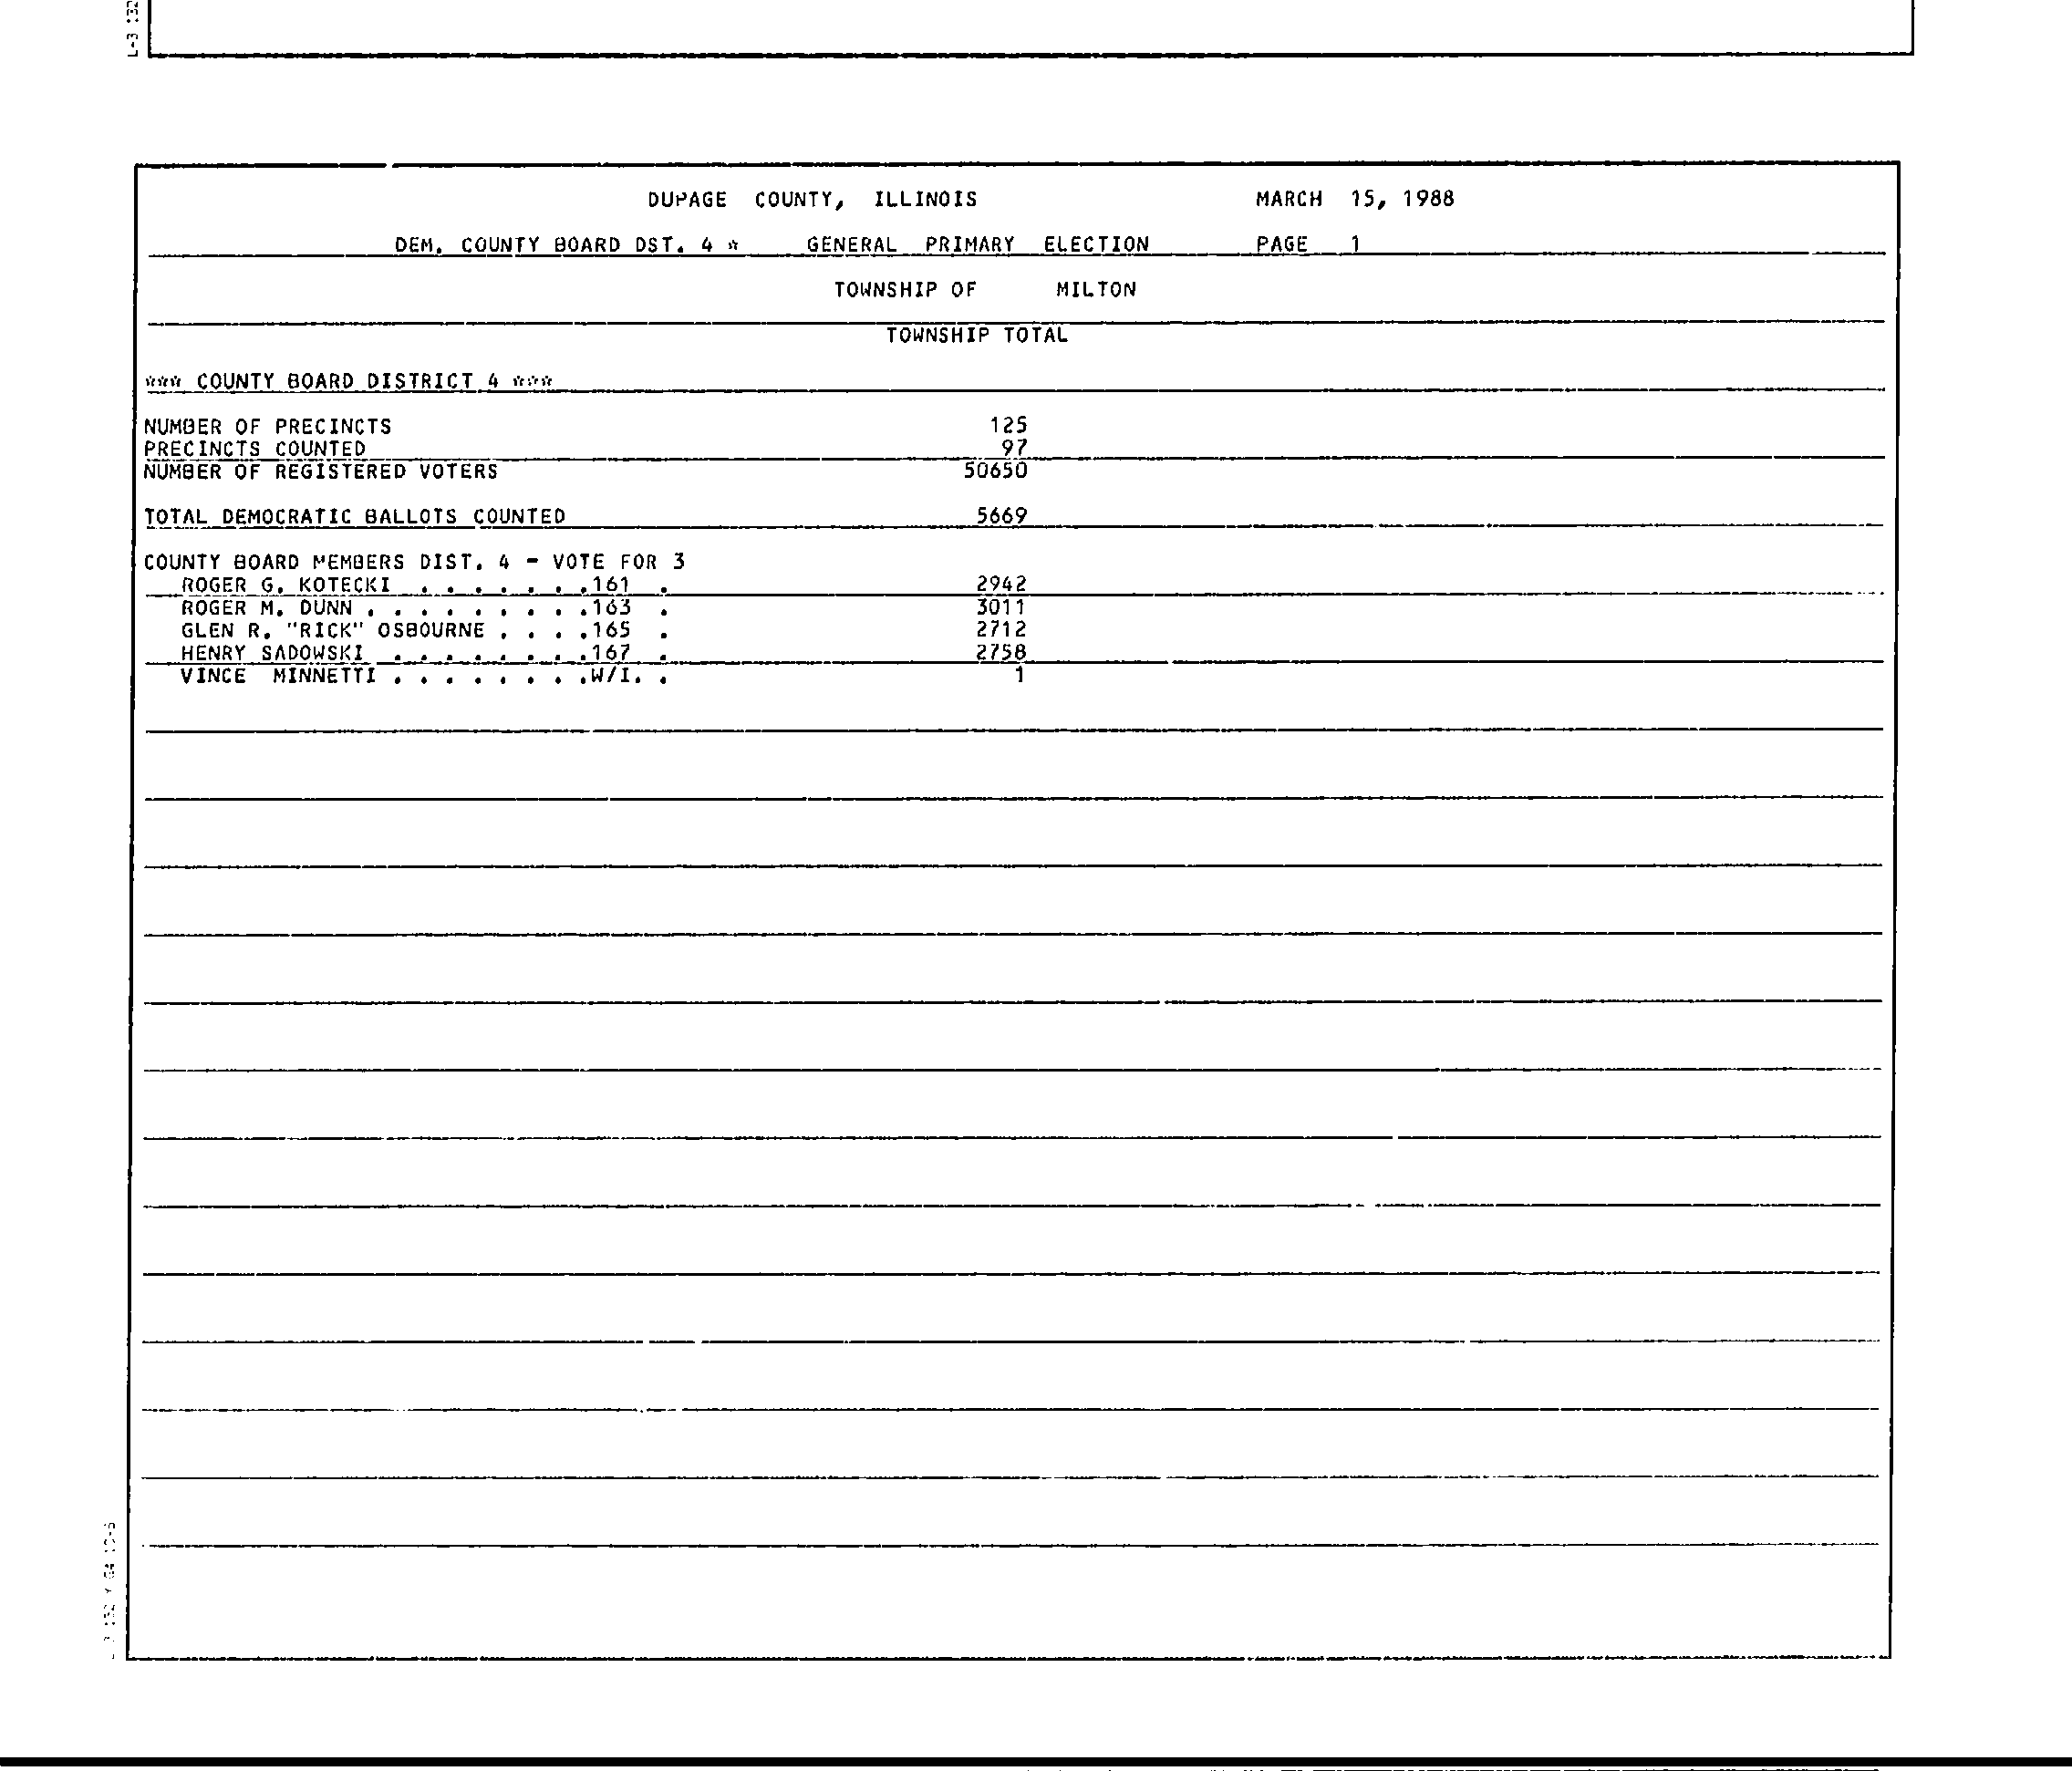 L-3 132
DUPAGE COUNTY, ILLINOIS MARCH 15, 1988
DEM. COUNTY BOARD DST. 4 * GENERAL PRIMARY ELECTION PAGE 1
TOWNSHIP OF MILTON
TOWNSHIP TOTAL
*** COUNTY BOARD DISTRICT 4 ***
NUMBER OF PRECINCTS 125
PRECINCTS COUNTED 97
NUMBER OF REGISTERED VOTERS 50650
TOTAL DEMOCRATIC BALLOTS COUNTED 5669
COUNTY BOARD MEMBERS DIST. 4 - VOTE FOR 3
ROGER G. KOTECKI . . . . . . .161 . 2942
ROGER M. DUNN . . . . . . . . .163 . 3011
GLEN R. "RICK" OSBOURNE . . . .165 . 2712
HENRY SADOWSKI . . . . . . . .167 . 2758
VINCE MINNETTI . . . . . . . .W/I. . 1